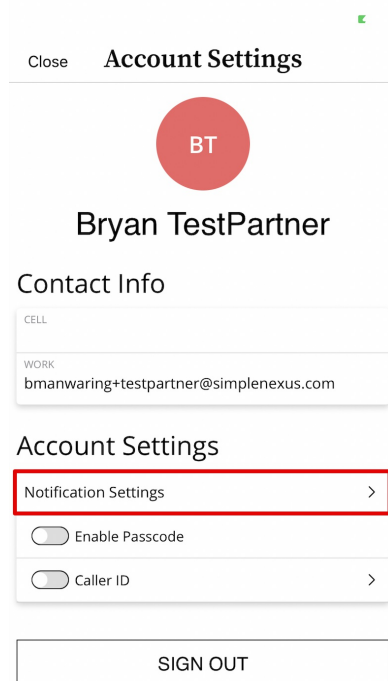 Close Account Settings
BT
Bryan TestPartner
Contact Info
CELL
WORK
bmanwaring+testpartner@simplenexus.com
Account Settings
Notification Settings
Enable Passcode
Caller ID
SIGN OUT